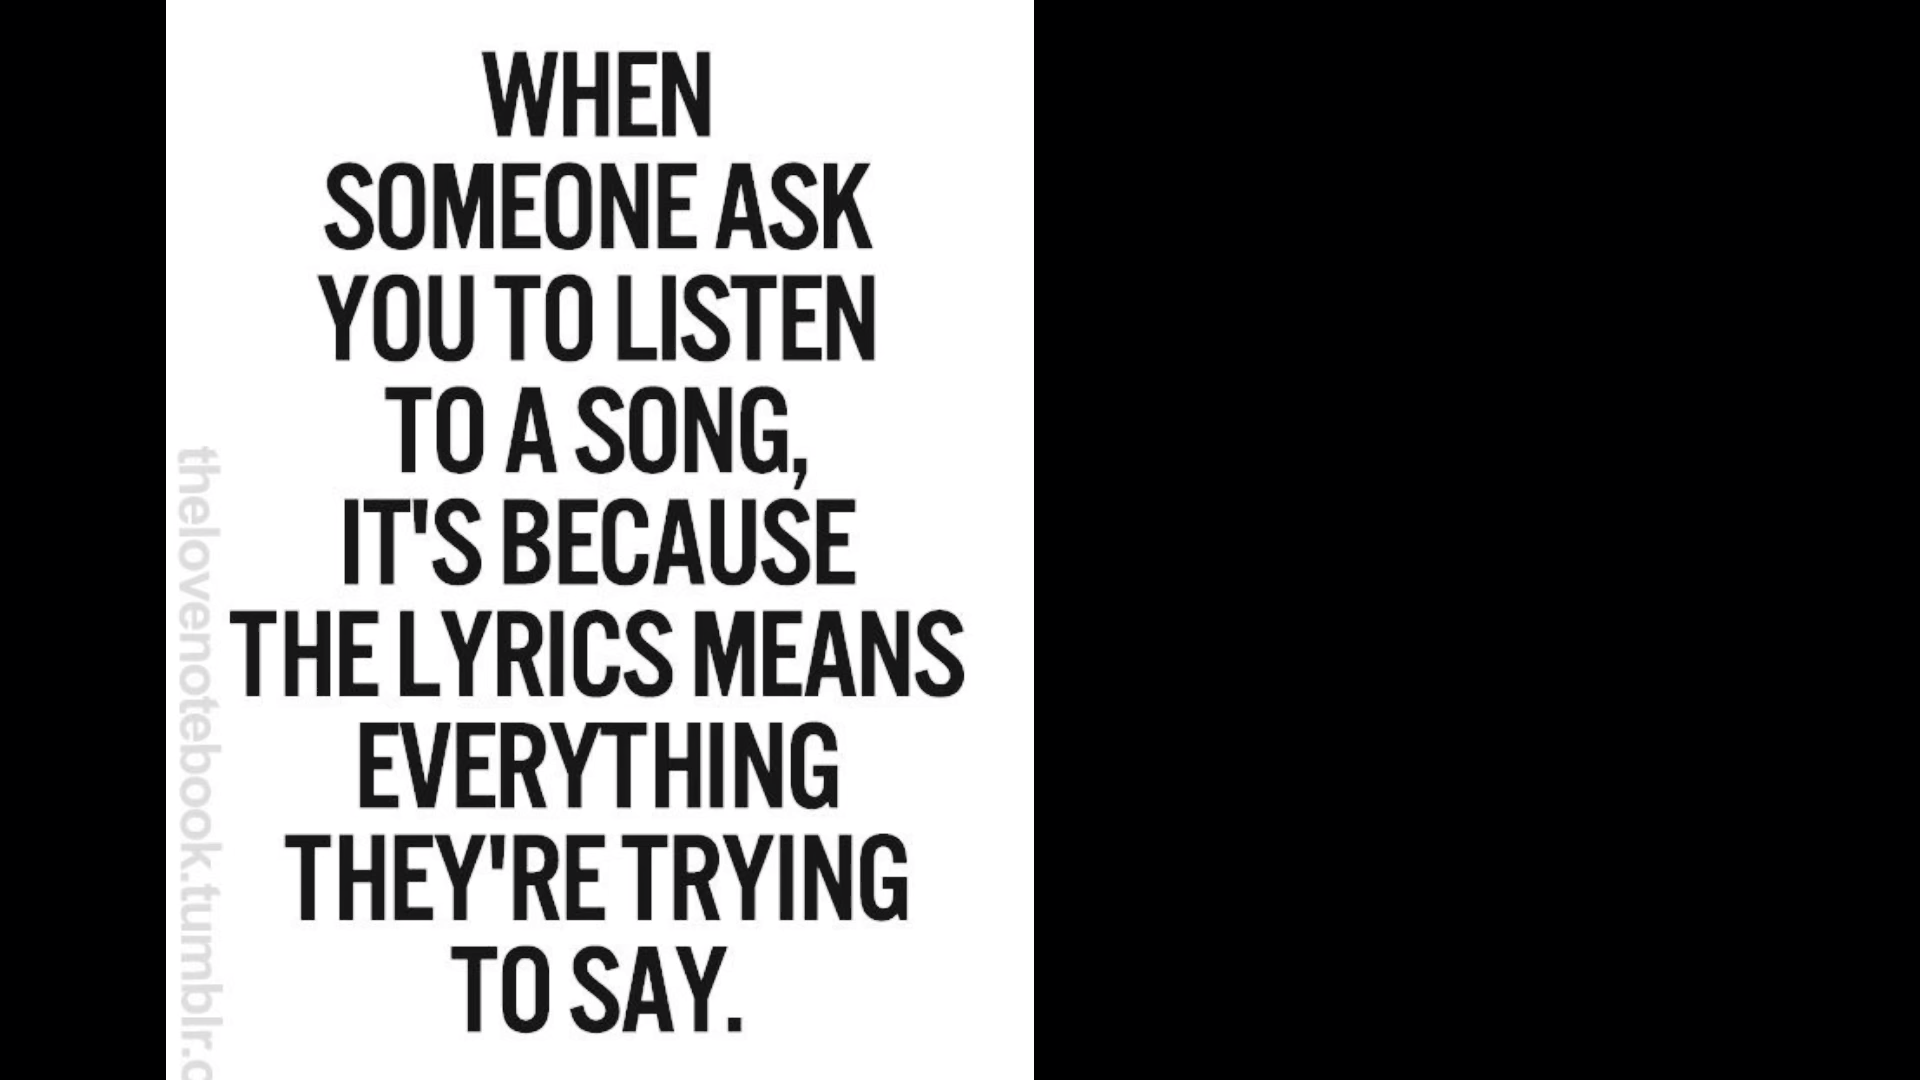 WHEN
SOMEONE ASK
YOU TO LISTEN
TO A SONG,
IT'S BECAUSE
THE LYRICS MEANS
EVERYTHING
THEY'RE TRYING
TO SAY.
thelovenotebook.tumblr.c